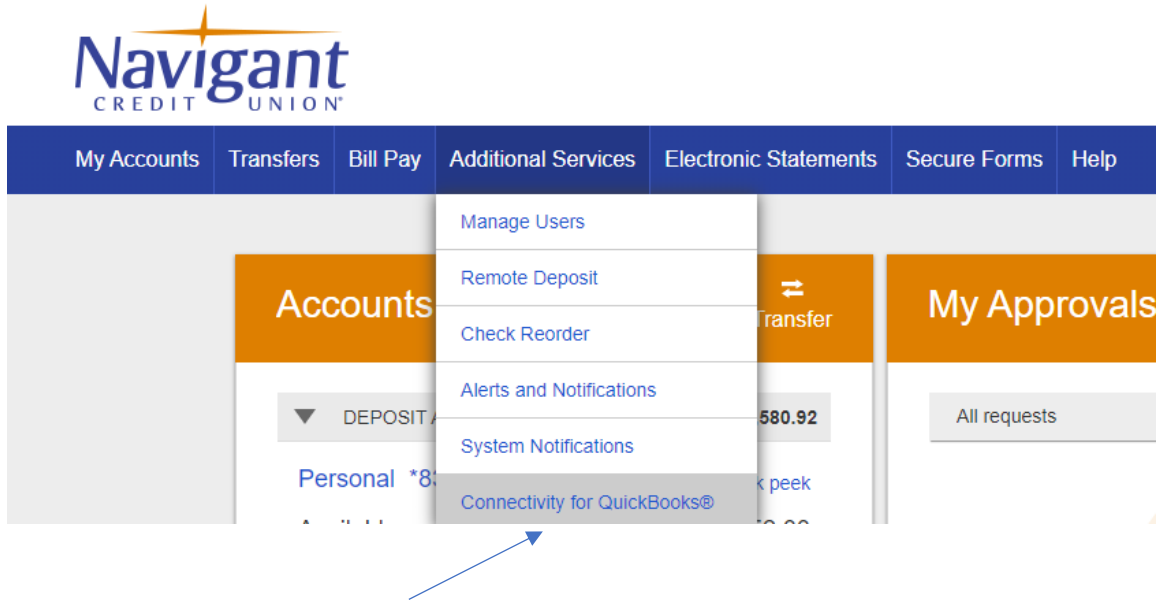 Navigant
CREDIT UNION®
My Accounts Transfers Bill Pay Additional Services Electronic Statements Secure Forms Help
Manage Users
Remote Deposit
Check Reorder
Alerts and Notifications
System Notifications
Connectivity for QuickBooks®
Accounts
Transfer
DEPOSIT
580.92
Personal *8
peek
My Approvals
All requests